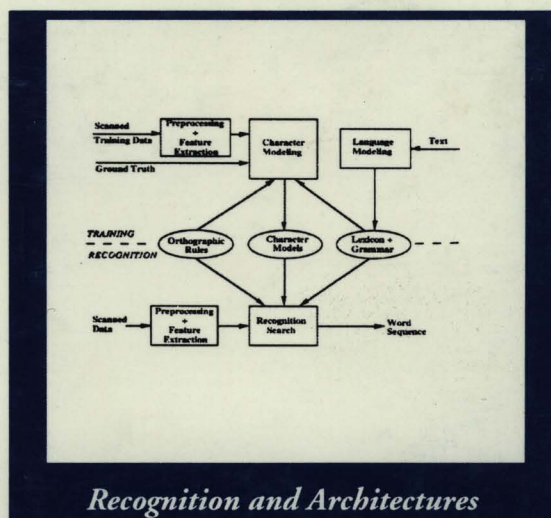 Scanned
Training Data
Preprocessing
+
Feature
Extraction
Ground Truth
Character
Modeling
Language
Modeling
Text
TRAINING
RECOGNITION
Orthographic
Rules
Character
Models
Lexicon +
Grammar
Scanned
Data
Preprocessing
+
Feature
Extraction
Recognition
Search
Word
Sequence
Recognition and Architectures